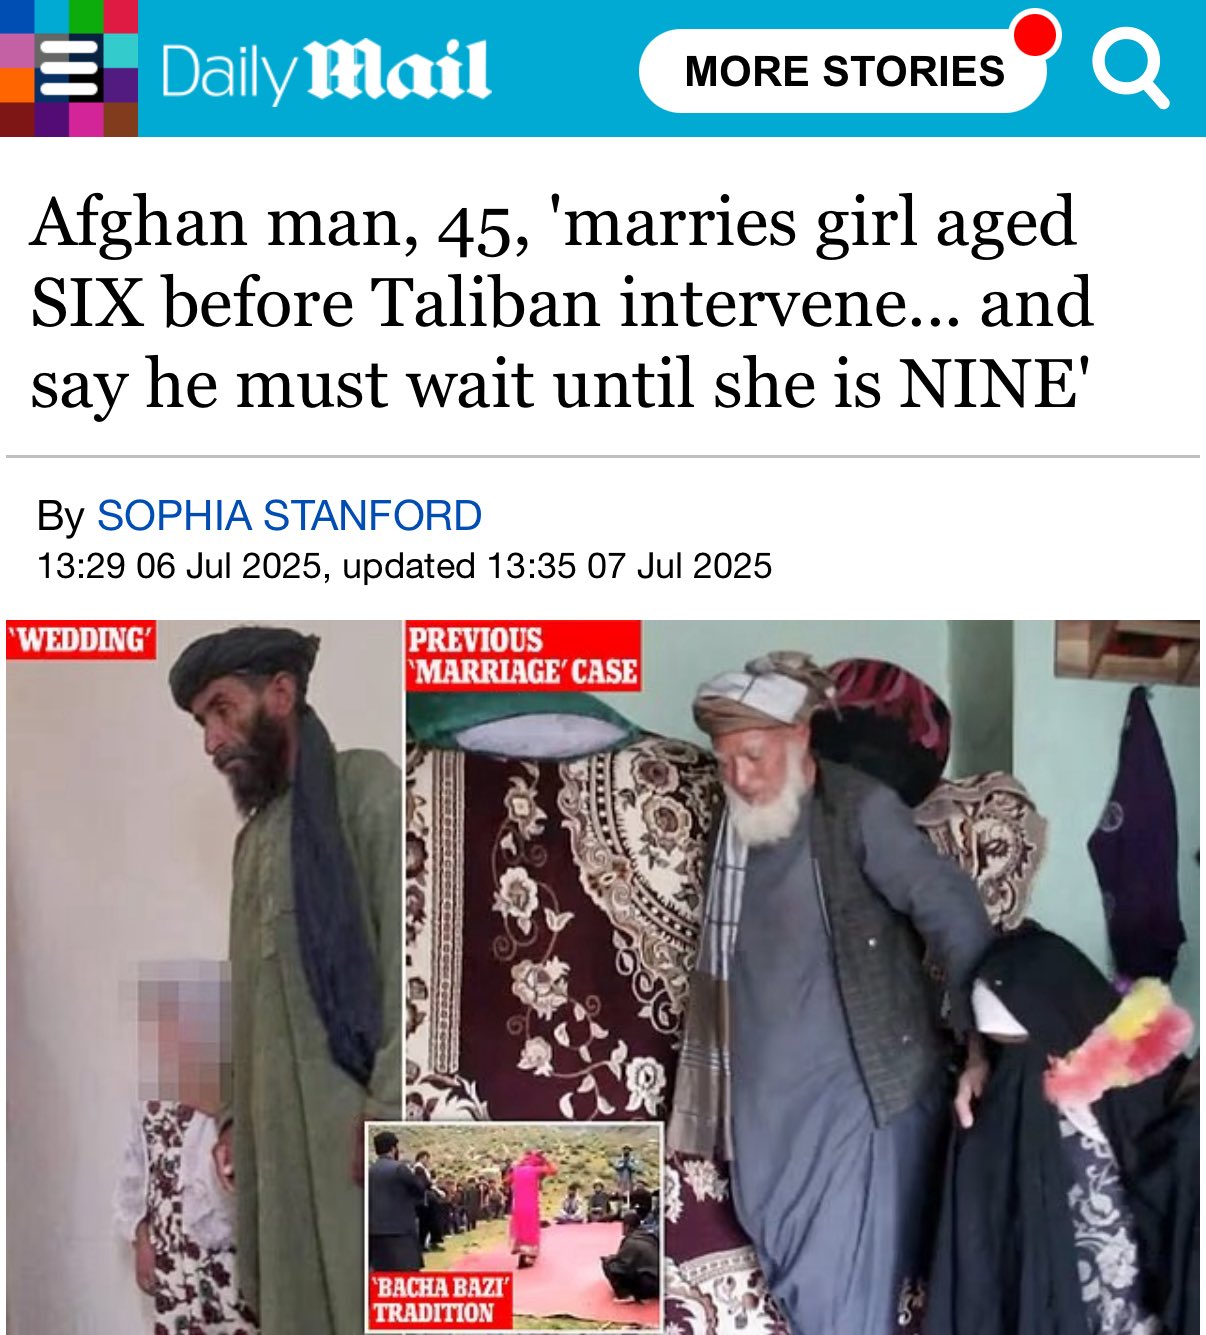 Daily Mail
MORE STORIES
Afghan man, 45, 'marries girl aged
SIX before Taliban intervene... and
say he must wait until she is NINE'
By SOPHIA STANFORD
13:29 06 Jul 2025, updated 13:35 07 Jul 2025
'WEDDING'
PREVIOUS
'MARRIAGE' CASE
'BACHA BAZI'
TRADITION